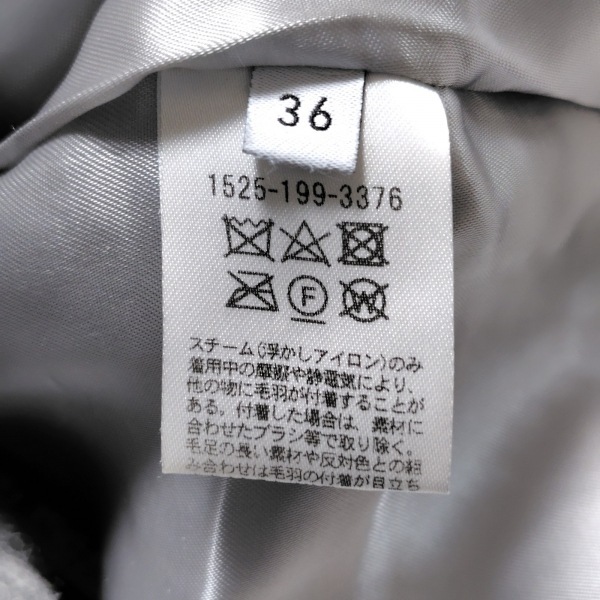 36
1525-199-3376
F
W
スチーム(浮かしアイロン)のみ
着用中の摩擦や静電気により、
他の物に毛羽が付着することが
ある。付着した場合は、素材に
合わせたブラシ等で取り除く。
毛足の長い素材や反対色との組
み合わせは毛羽の付着が目立ち